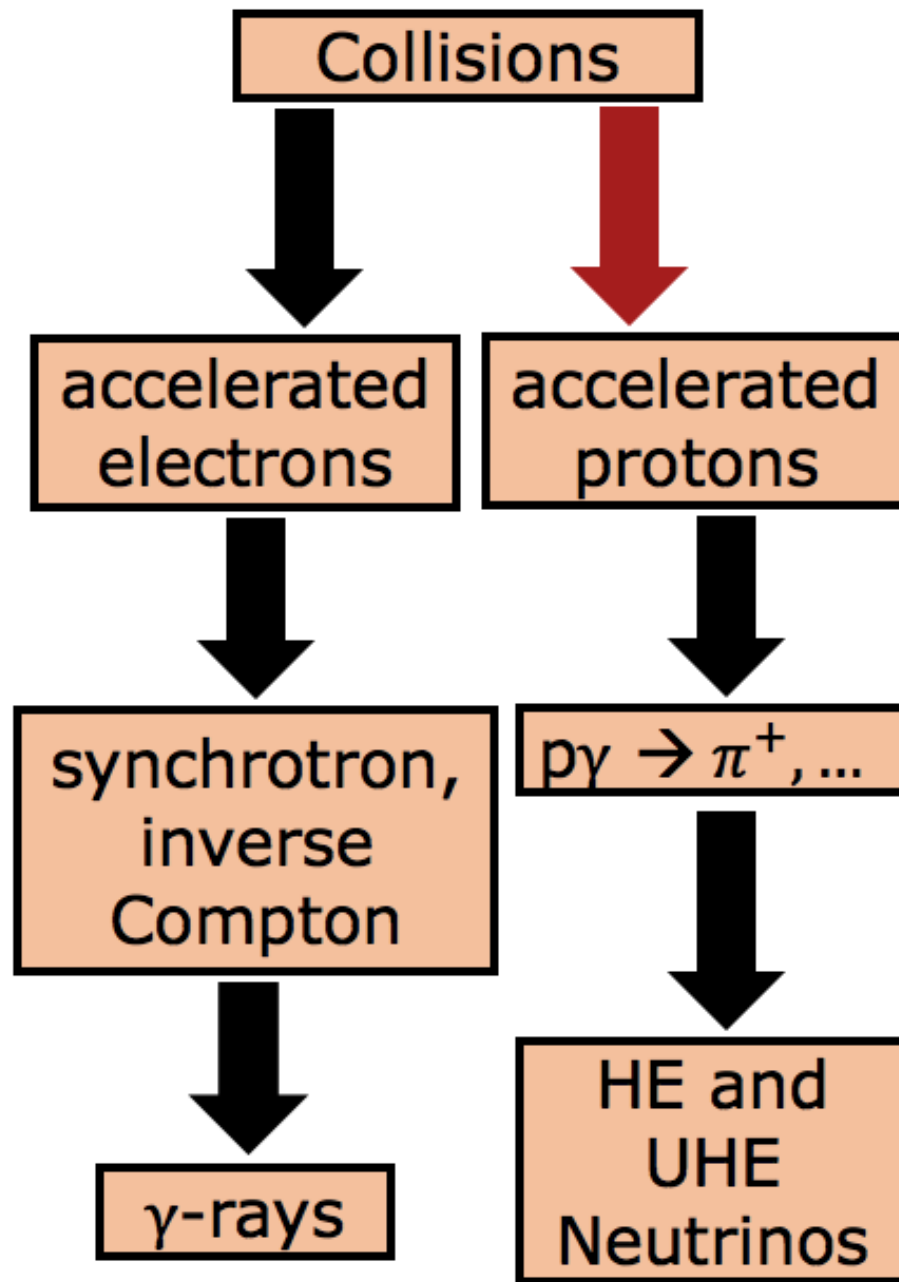 Collisions
accelerated
electrons
accelerated
protons
synchrotron,
inverse
Compton
pγ → π⁺, ...
γ-rays
HE and
UHE
Neutrinos